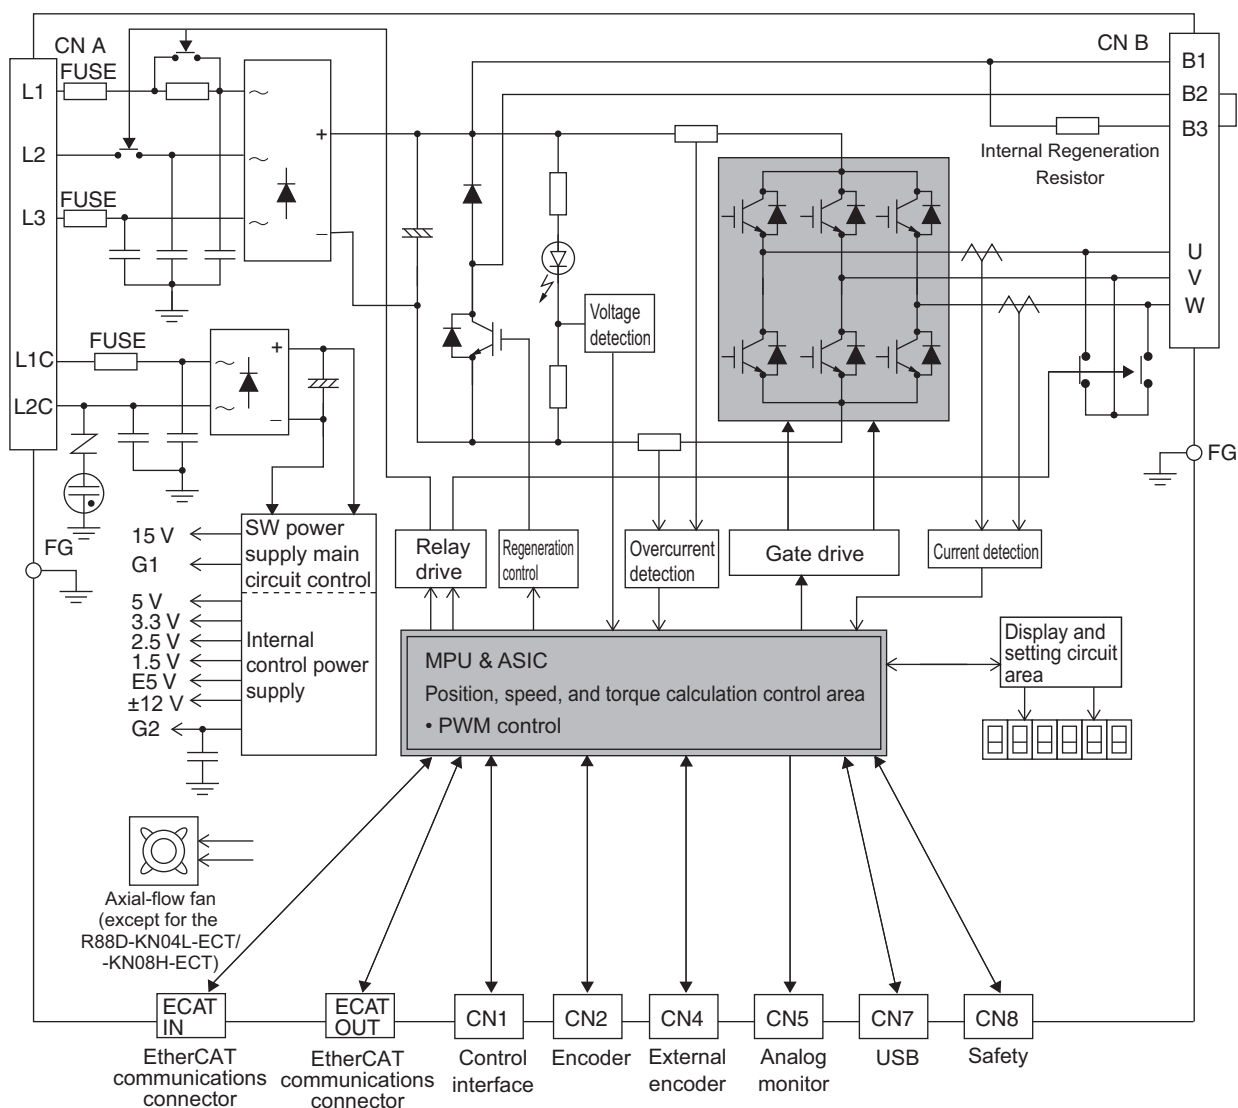 CN A
CN B
FUSE
L1
L2
FUSE
L3
+
−
B1
B2
B3
Internal Regeneration
Resistor
U
V
W
Voltage
detection
FUSE
L1C
L2C
+
−
FG
FG
15 V
G1
5 V
3.3 V
2.5 V
1.5 V
E5 V
±12 V
G2
SW power
supply main
circuit control
Internal
control power
supply
Relay
drive
Regeneration
control
Overcurrent
detection
Gate drive
Current detection
MPU & ASIC
Position, speed, and torque calculation control area
• PWM control
Display and
setting circuit
area
Axial-flow fan
(except for the
R88D-KN04L-ECT/
-KN08H-ECT)
ECAT
IN
ECAT
OUT
CN1
CN2
CN4
CN5
CN7
CN8
EtherCAT
communications
connector
EtherCAT
communications
connector
Control
interface
Encoder
External
encoder
Analog
monitor
USB
Safety